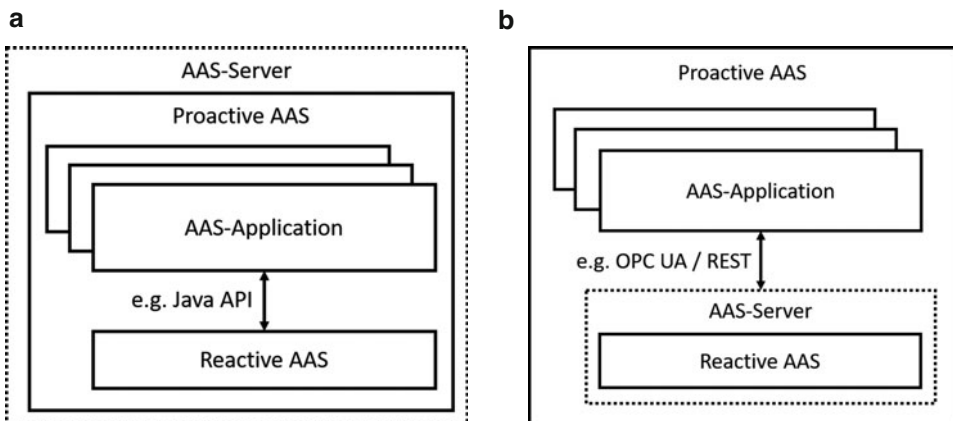 a
AAS-Server
Proactive AAS
AAS-Application
e.g. Java API
Reactive AAS
b
Proactive AAS
AAS-Application
e.g. OPC UA / REST
AAS-Server
Reactive AAS